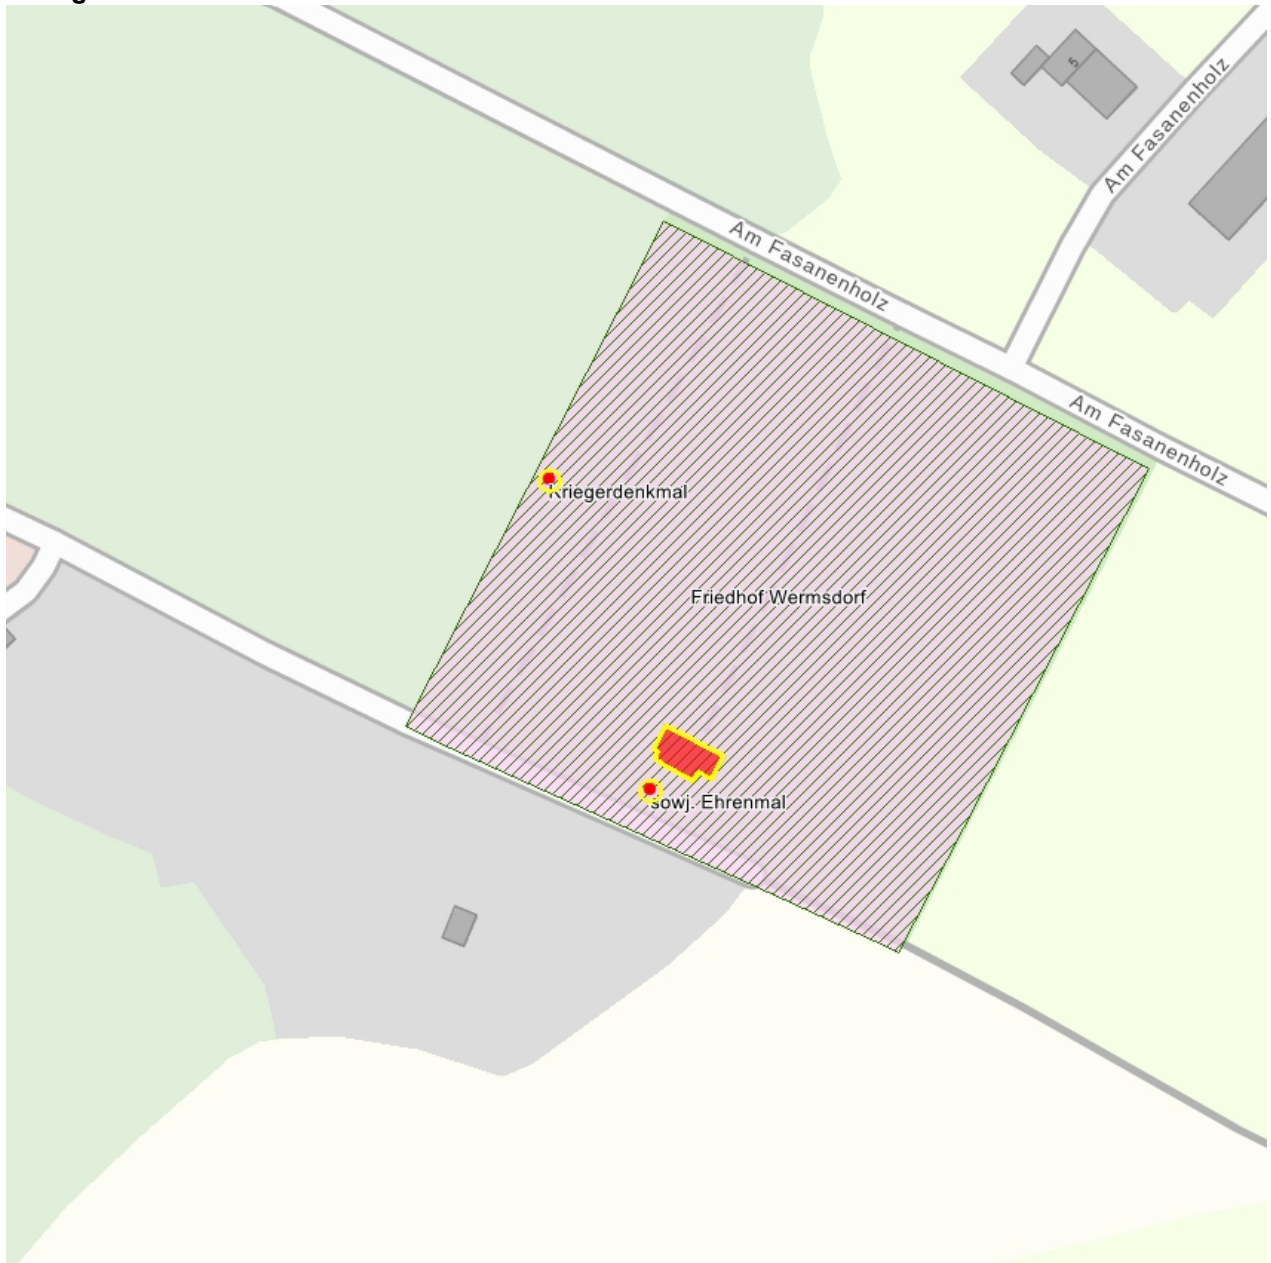 5
Am Fasanenholz
Am Fasanenholz
Am Fasanenholz
Kriegerdenkmal
Friedhof Wermsdorf
sowj. Ehrenmal